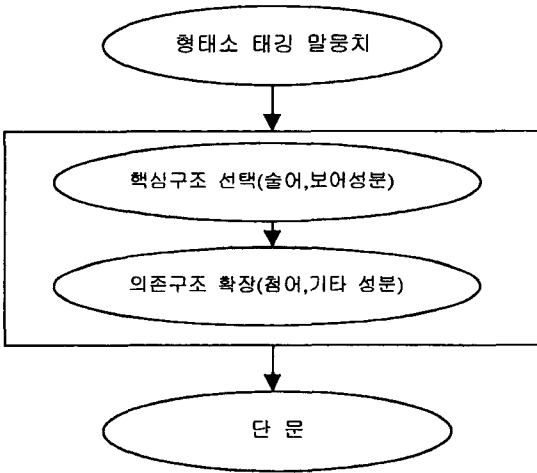 형태소 태깅 말뭉치
핵심구조 선택(술어,보어성분)
의존구조 확장(첨어,기타 성분)
단 문